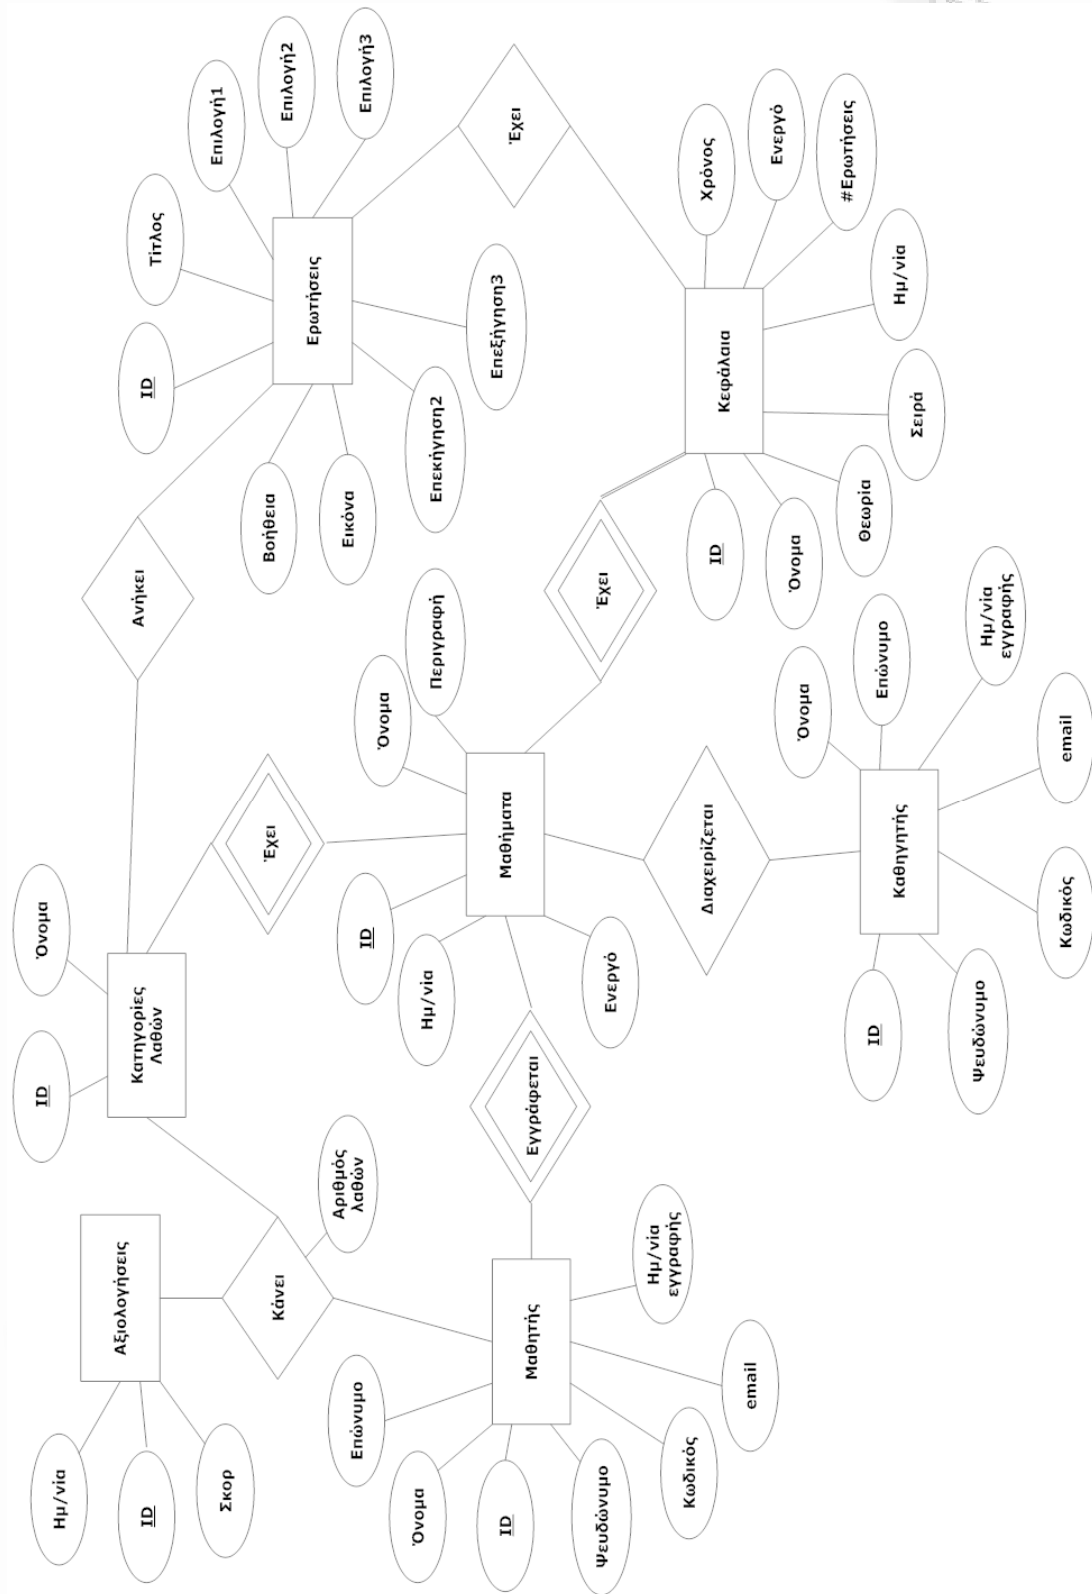 ID
Όνομα
Ημ/νία
Αξιολογήσεις
Κατηγορίες
Λαθών
Ανήκει
ID
ID
Τίτλος
Επιλογή1
Σκορ
Έχει
Βοήθεια
Κάνει
Επιλογή2
Ερωτήσεις
Αριθμός
λαθών
Εικόνα
Επώνυμο
Επιλογή3
ID
Όνομα
Όνομα
Ημ/νία
Περιγραφή
Επεκήγηση2
Επεξήγηση3
ID
Μαθήματα
Έχει
Μαθητής
Εγγράφεται
Ψευδώνυμο
Έχει
Ενεργό
Ημ/νία
εγγραφής
Κωδικός
Διαχειρίζεται
Χρόνος
ID
Κεφάλαια
email
Ενεργό
Όνομα
Όνομα
#Ερωτήσεις
Θεωρία
ID
Επώνυμο
Καθηγητής
Ημ/νία
Σειρά
Ψευδώνυμο
Ημ/νία
εγγραφής
Κωδικός
email